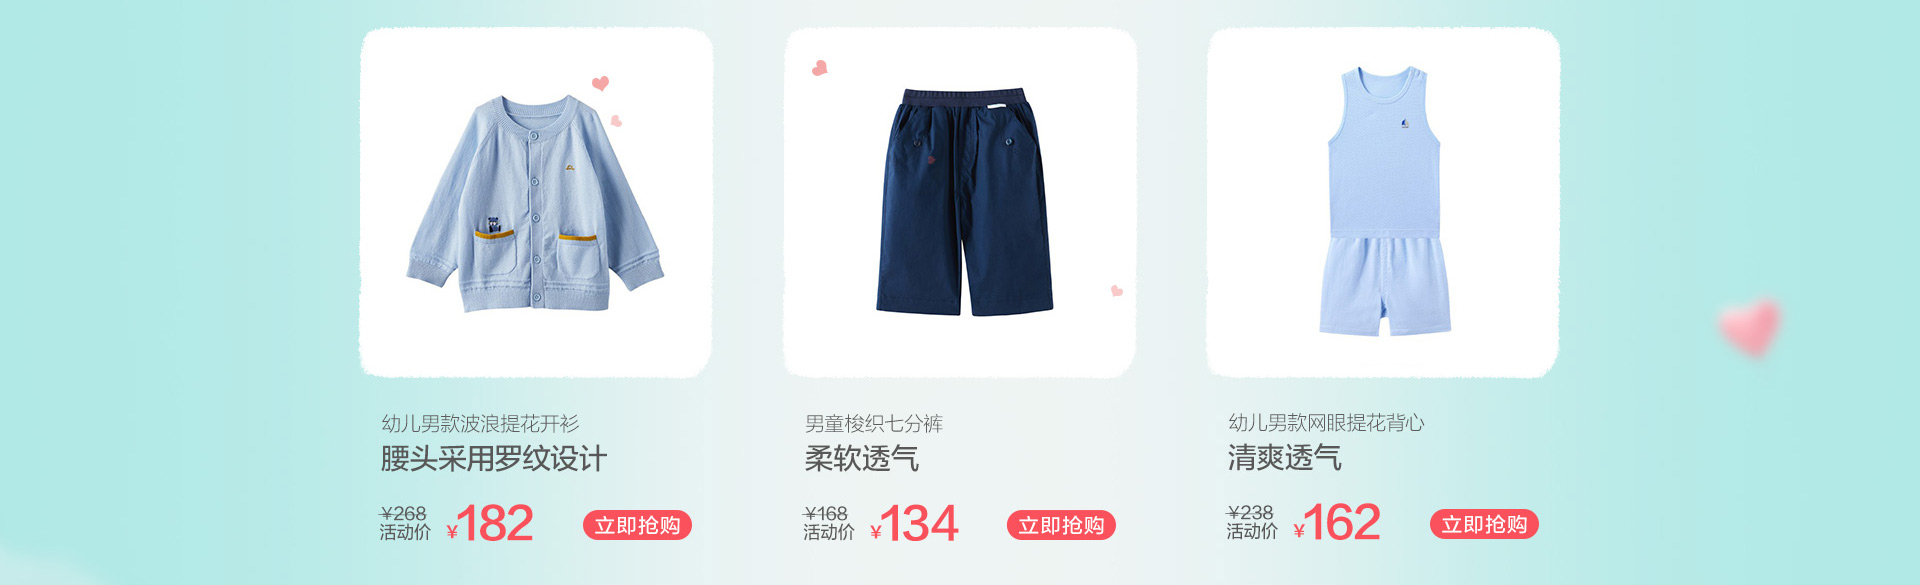 幼儿男款波浪提花开衫
腰头采用罗纹设计
¥268
活动价 ¥182
立即抢购
男童梭织七分裤
柔软透气
¥168
活动价 ¥134
立即抢购
幼儿男款网眼提花背心
清爽透气
¥238
活动价 ¥162
立即抢购